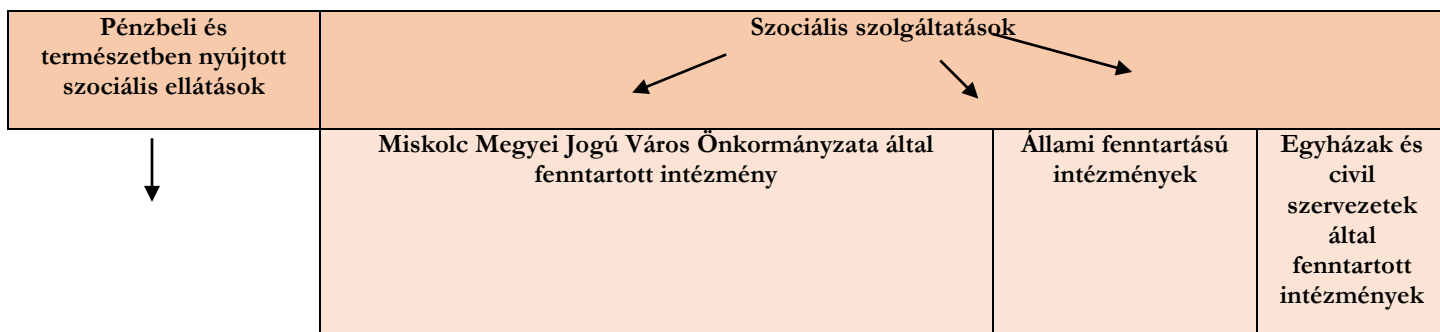 Pénzbeli és
természetben nyújtott
szociális ellátások
Szociális szolgáltatások
Miskolc Megyei Jogú Város Önkormányzata által
fenntartott intézmény
Állami fenntartású
intézmények
Egyházak és
civil
szervezetek
által
fenntartott
intézmények